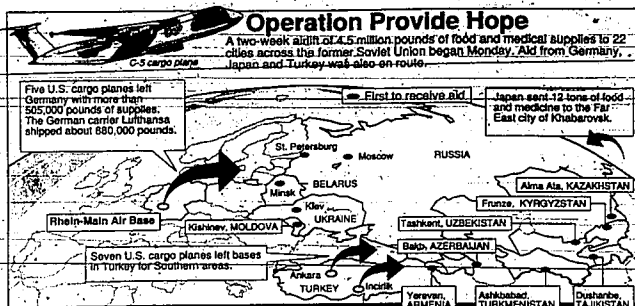 Operation Provide Hope
A two-week airlift of 4.5 million pounds of food and medical supplies to 22
cities across the former Soviet Union began Monday. Aid from Germany,
Japan and Turkey was also en route.
C-5 cargo plane
Five U.S. cargo planes left
Germany with more than
505,000 pounds of supplies.
The German carrier Lufthansa
shipped about 680,000 pounds.
First to receive aid
Japan sent 12 tons of food
and medicine to the Far
East city of Khabarovsk.
St. Petersburg
Moscow
RUSSIA
Minsk
BELARUS
Alma Ata, KAZAKHSTAN
Kiev
Frunze, KYRGYZSTAN
Rhein-Main Air Base
Kishinev, MOLDOVA
UKRAINE
Tashkent, UZBEKISTAN
Baku, AZERBAIJAN
Seven U.S. cargo planes left bases
in Turkey for Southern areas.
Ankara
TURKEY
Incirlik
Yerevan,
ARMENIA
Ashkbabad,
TURKMENISTAN
Dushanbe,
TAJIKISTAN